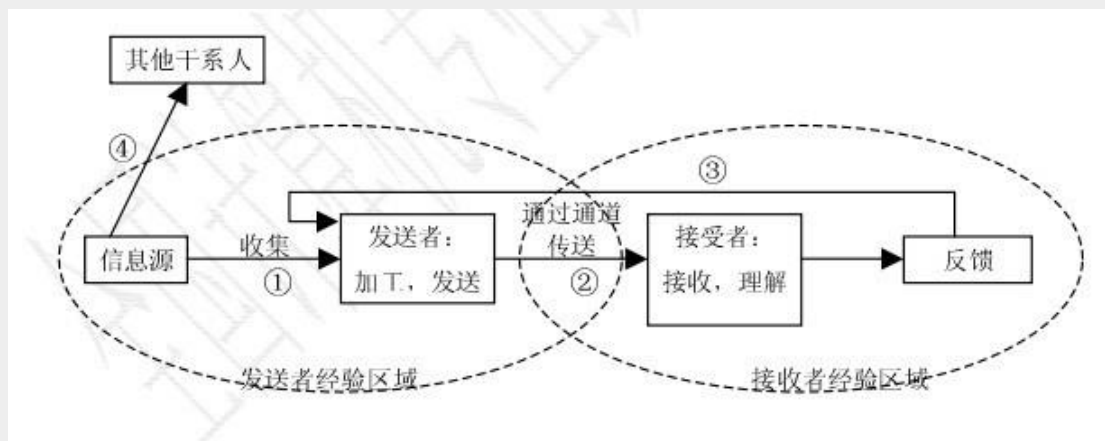 其他干系人
④
③
信息源
收集
①
发送者：
加工，发送
通过通道
传送
②
接受者：
接收，理解
反馈
发送者经验区域
接收者经验区域